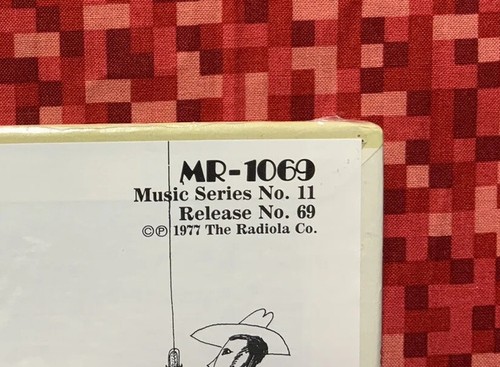 MR-1069
Music Series No. 11
Release No. 69
©℗ 1977 The Radiola Co.